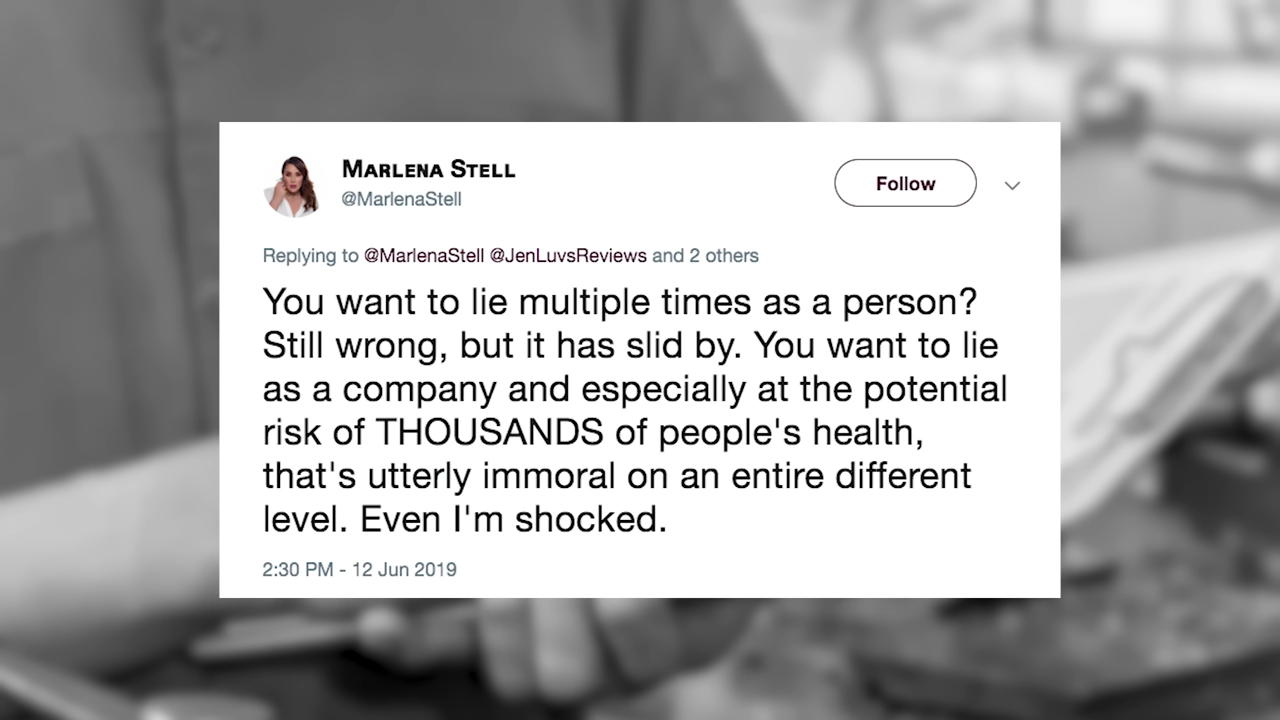 MARLENA STELL
@MarlenaStell
Follow
Replying to @MarlenaStell @JenLuvsReviews and 2 others
You want to lie multiple times as a person?
Still wrong, but it has slid by. You want to lie
as a company and especially at the potential
risk of THOUSANDS of people's health,
that's utterly immoral on an entire different
level. Even I'm shocked.
2:30 PM - 12 Jun 2019